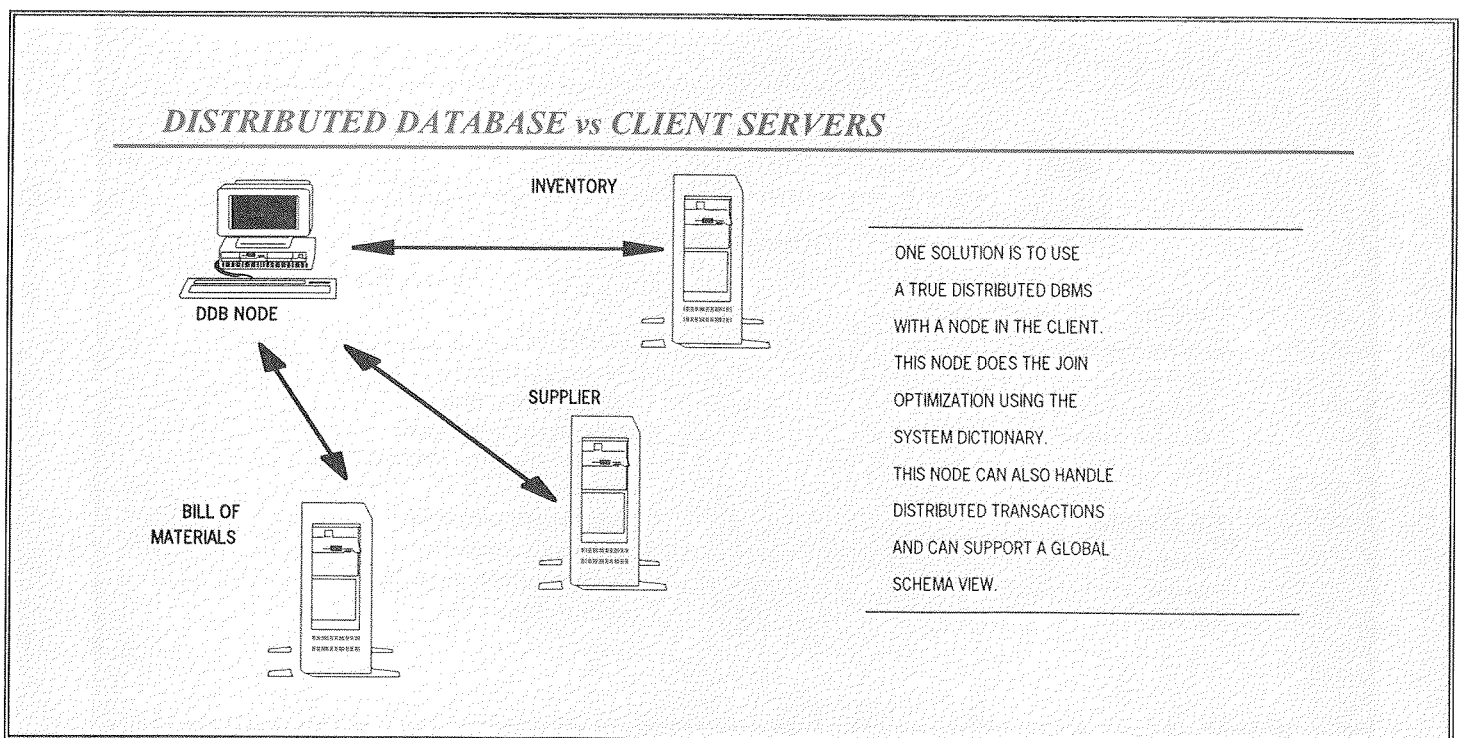 DISTRIBUTED DATABASE vs CLIENT SERVERS
INVENTORY
DDB NODE
SUPPLIER
BILL OF
MATERIALS
ONE SOLUTION IS TO USE
A TRUE DISTRIBUTED DBMS
WITH A NODE IN THE CLIENT.
THIS NODE DOES THE JOIN
OPTIMIZATION USING THE
SYSTEM DICTIONARY.
THIS NODE CAN ALSO HANDLE
DISTRIBUTED TRANSACTIONS
AND CAN SUPPORT A GLOBAL
SCHEMA VIEW.